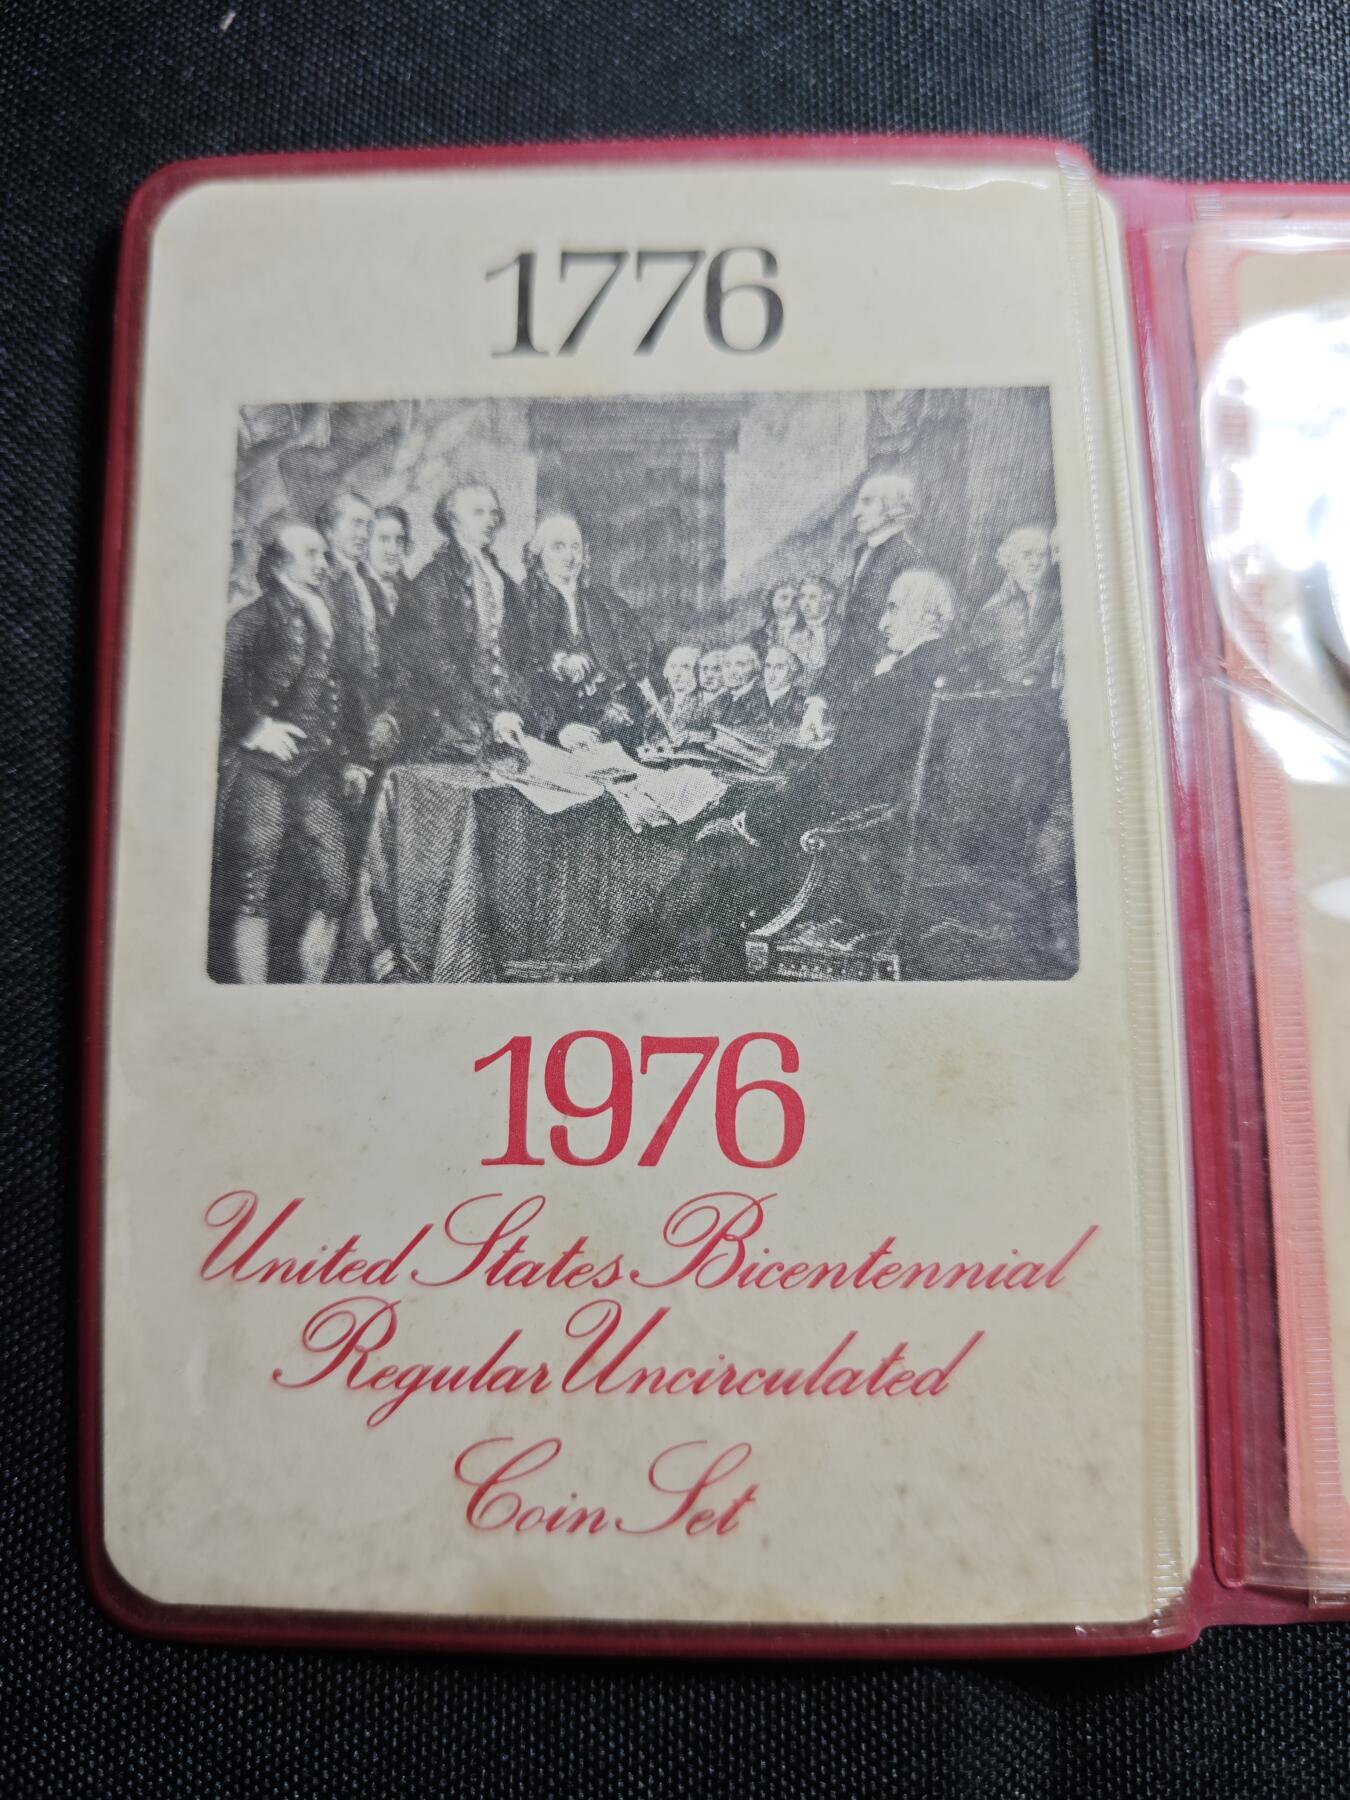 1776
1976
United States Bicentennial
Regular Uncirculated
Coin Set